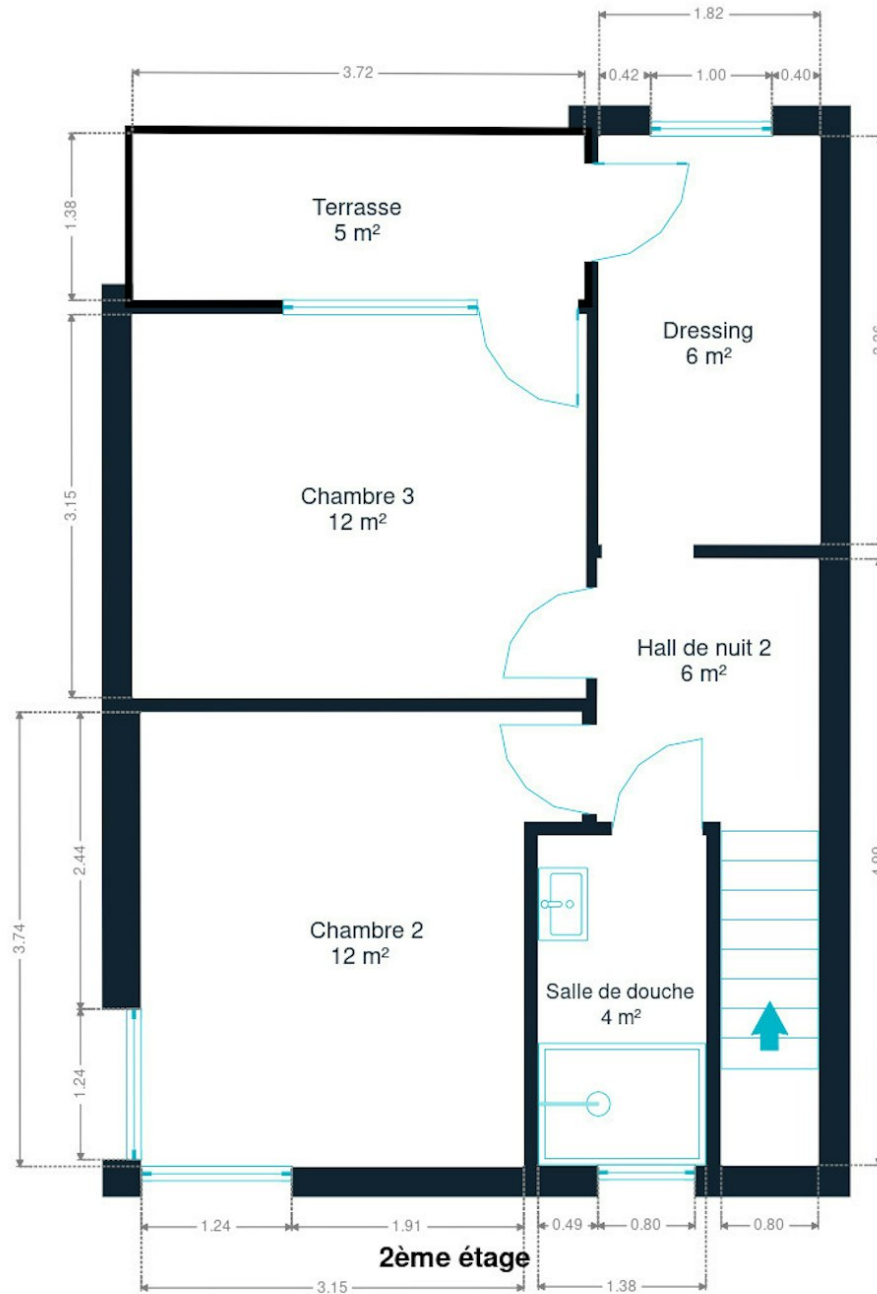 1.82
3.72
0.42
1.00
0.40
1.38
Terrasse
5 m²
Dressing
6 m²
3.15
Chambre 3
12 m²
Hall de nuit 2
6 m²
2.44
3.74
Chambre 2
12 m²
Salle de douche
4 m²
1.24
1.24
1.91
0.49
0.80
0.80
2ème étage
3.15
1.38